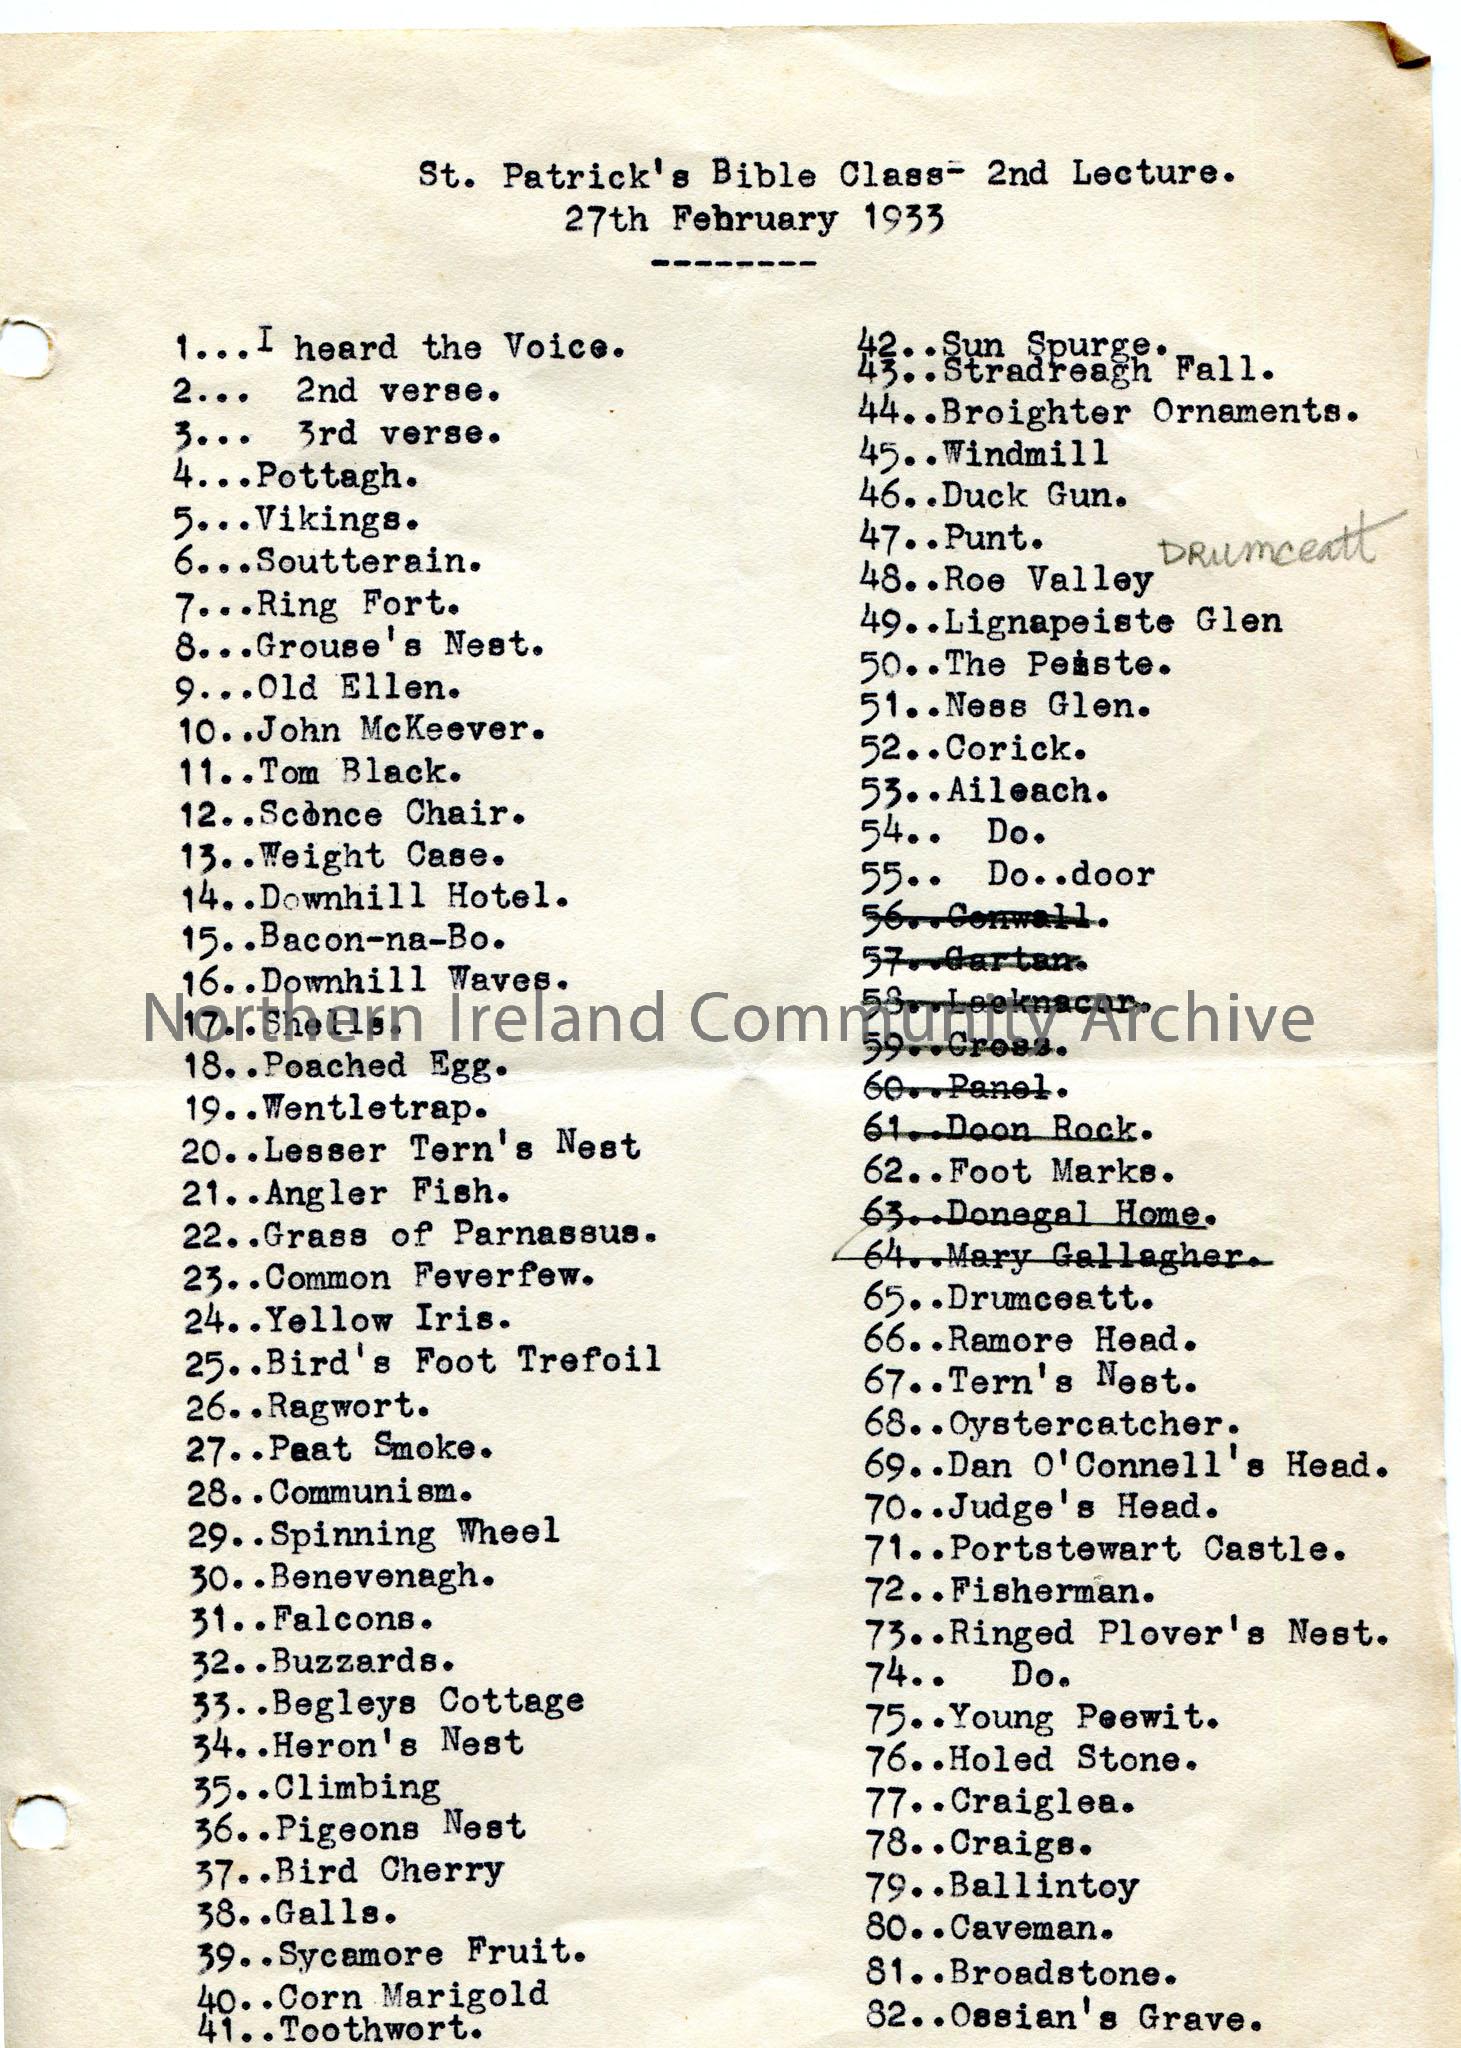 St. Patrick's Bible Class- 2nd Lecture.
27th February 1933
--------
1...I heard the Voice.
2... 2nd verse.
3... 3rd verse.
4...Pottagh.
5...Vikings.
6...Soutterain.
7...Ring Fort.
8...Grouse's Nest.
9...Old Ellen.
10..John McKeever.
11..Tom Black.
12..Sconce Chair.
13..Weight Case.
14..Downhill Hotel.
15..Bacon-na-Bo.
16..Downhill Waves.
17..Shells.
18..Poached Egg.
19..Wentletrap.
20..Lesser Tern's Nest
21..Angler Fish.
22..Grass of Parnassus.
23..Common Feverfew.
24..Yellow Iris.
25..Bird's Foot Trefoil
26..Ragwort.
27..Peat Smoke.
28..Communism.
29..Spinning Wheel
30..Benevenagh.
31..Falcons.
32..Buzzards.
33..Begleys Cottage
34..Heron's Nest
35..Climbing
36..Pigeons Nest
37..Bird Cherry
38..Galls.
39..Sycamore Fruit.
40..Corn Marigold
41..Toothwort.
42..Sun Spurge.
43..Stradreagh Fall.
44..Broighter Ornaments.
45..Windmill
46..Duck Gun.
47..Punt.
48..Roe Valley DRUMCEATT
49..Lignapeiste Glen
50..The Peiste.
51..Ness Glen.
52..Corick.
53..Aileach.
54.. Do.
55.. Do..door
56..Conwall.
57..Gartan.
58..Lacknacor.
59..Cross.
60..Panel.
61..Doon Rock.
62..Foot Marks.
63..Donegal Home.
64..Mary Gallagher.
65..Drumceatt.
66..Ramore Head.
67..Tern's Nest.
68..Oystercatcher.
69..Dan O'Connell's Head.
70..Judge's Head.
71..Portstewart Castle.
72..Fisherman.
73..Ringed Plover's Nest.
74.. Do.
75..Young Peewit.
76..Holed Stone.
77..Craiglea.
78..Craigs.
79..Ballintoy
80..Caveman.
81..Broadstone.
82..Ossian's Grave.
Northern Ireland Community Archive